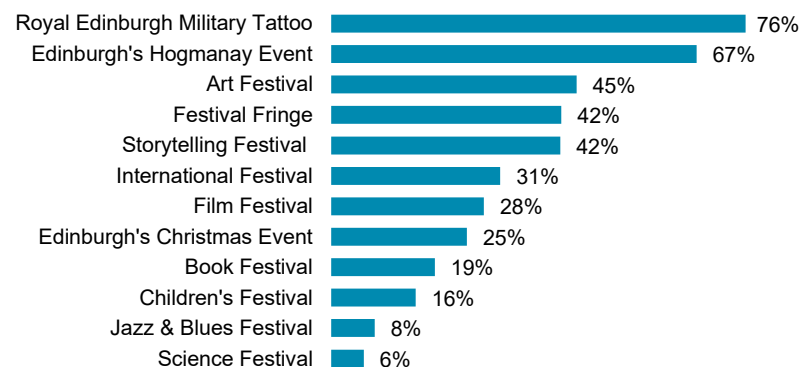 Royal Edinburgh Military Tattoo 76%
Edinburgh's Hogmanay Event 67%
Art Festival 45%
Festival Fringe 42%
Storytelling Festival 42%
International Festival 31%
Film Festival 28%
Edinburgh's Christmas Event 25%
Book Festival 19%
Children's Festival 16%
Jazz & Blues Festival 8%
Science Festival 6%